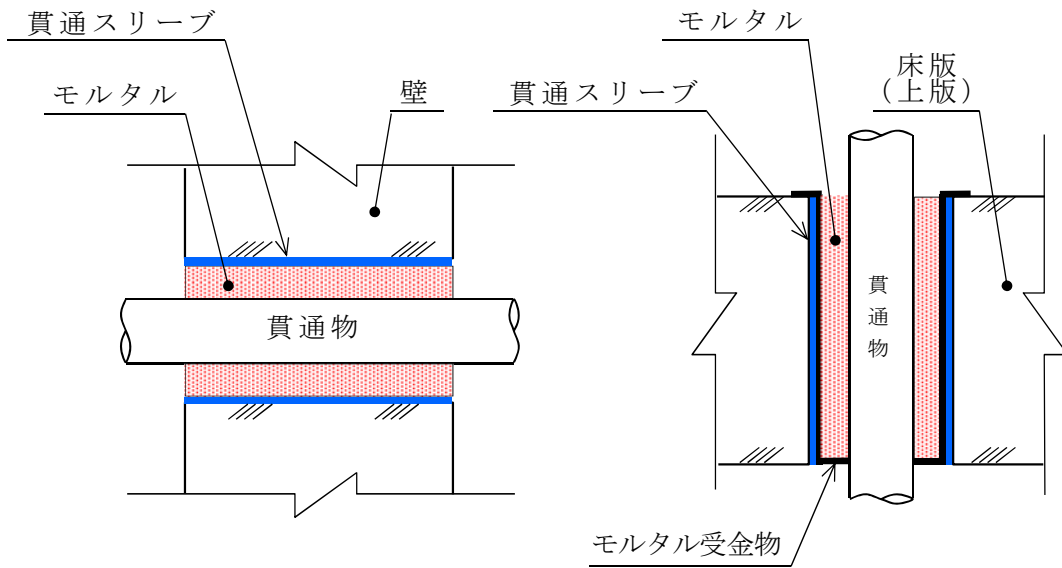 貫通スリーブ
モルタル
壁
貫通物
モルタル
貫通スリーブ
床版
(上版)
貫通物
モルタル受金物